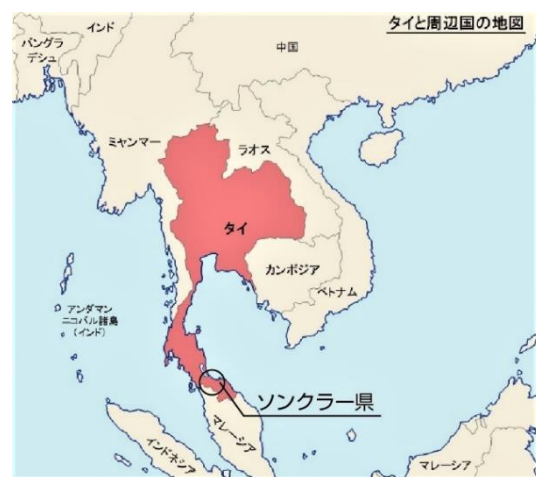 タイと周辺国の地図
インド
バングラ
デシュ
中国
ミャンマー
ラオス
タイ
カンボジア
ベトナム
アンダマン
ニコバル諸島
(インド)
ソンクラー県
マレーシア
インドネシア
マレーシア